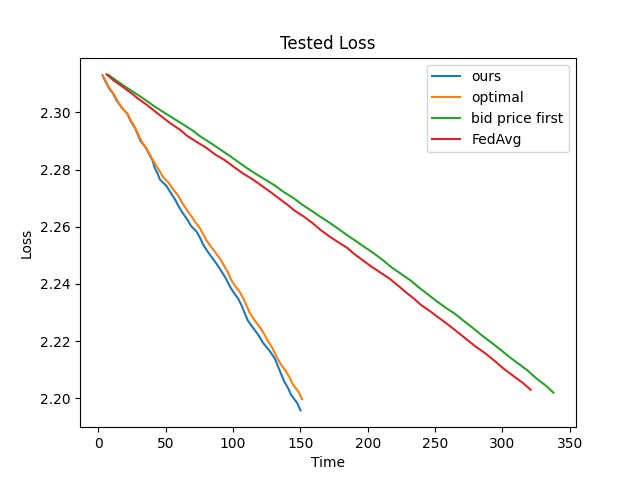 Tested Loss
ours
optimal
bid price first
FedAvg
2.30
2.28
2.26
2.24
2.22
2.20
Loss
0 50 100 150 200 250 300 350
Time